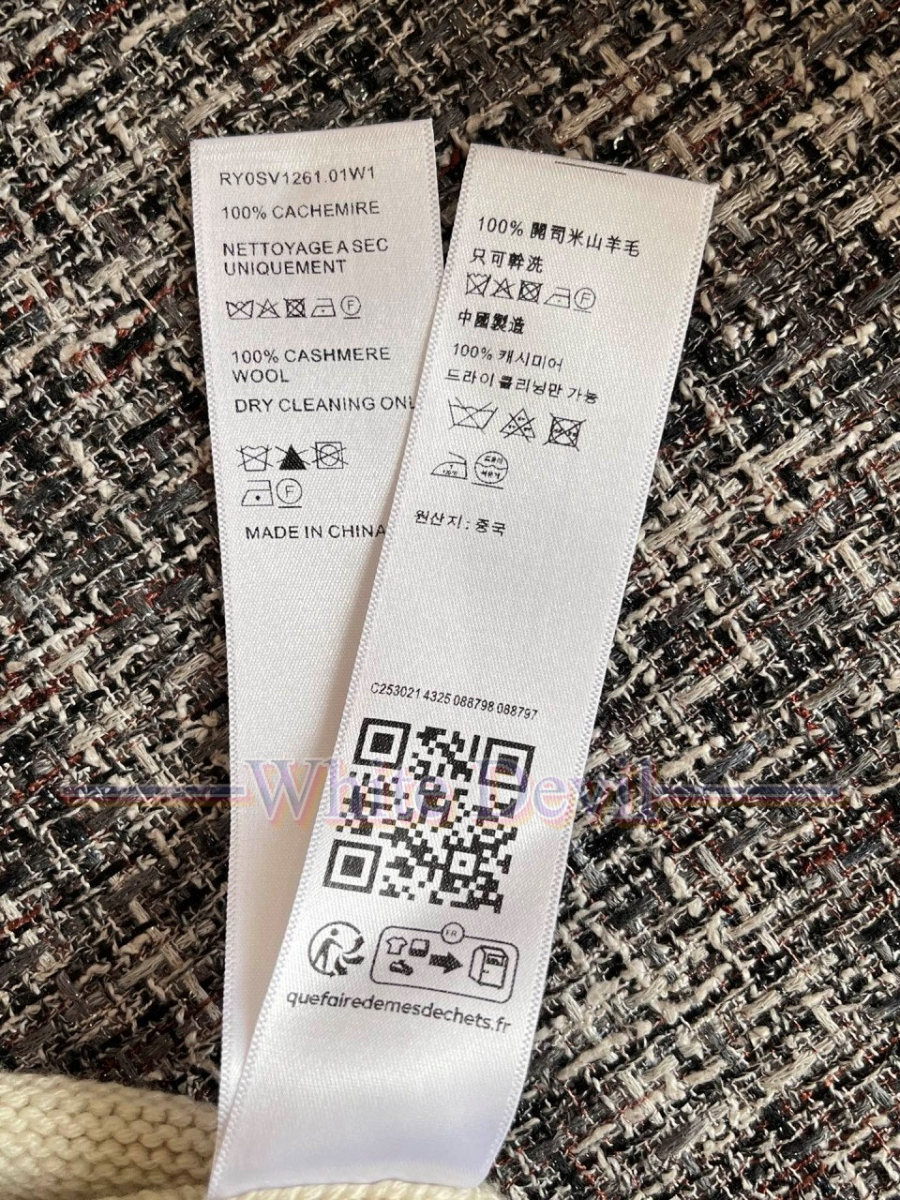 RY0SV1261.01W1
100% CACHEMIRE
NETTOYAGE A SEC
UNIQUEMENT
F
100% CASHMERE
WOOL
DRY CLEANING ONL
F
MADE IN CHINA
100% 開司米山羊毛
只可幹洗
F
中國製造
100% 캐시미어
드라이 클리닝만 가능
원산지 : 중국
C253021 4325 088798 088797
White Devil
FR
quefairedemesdechets.fr